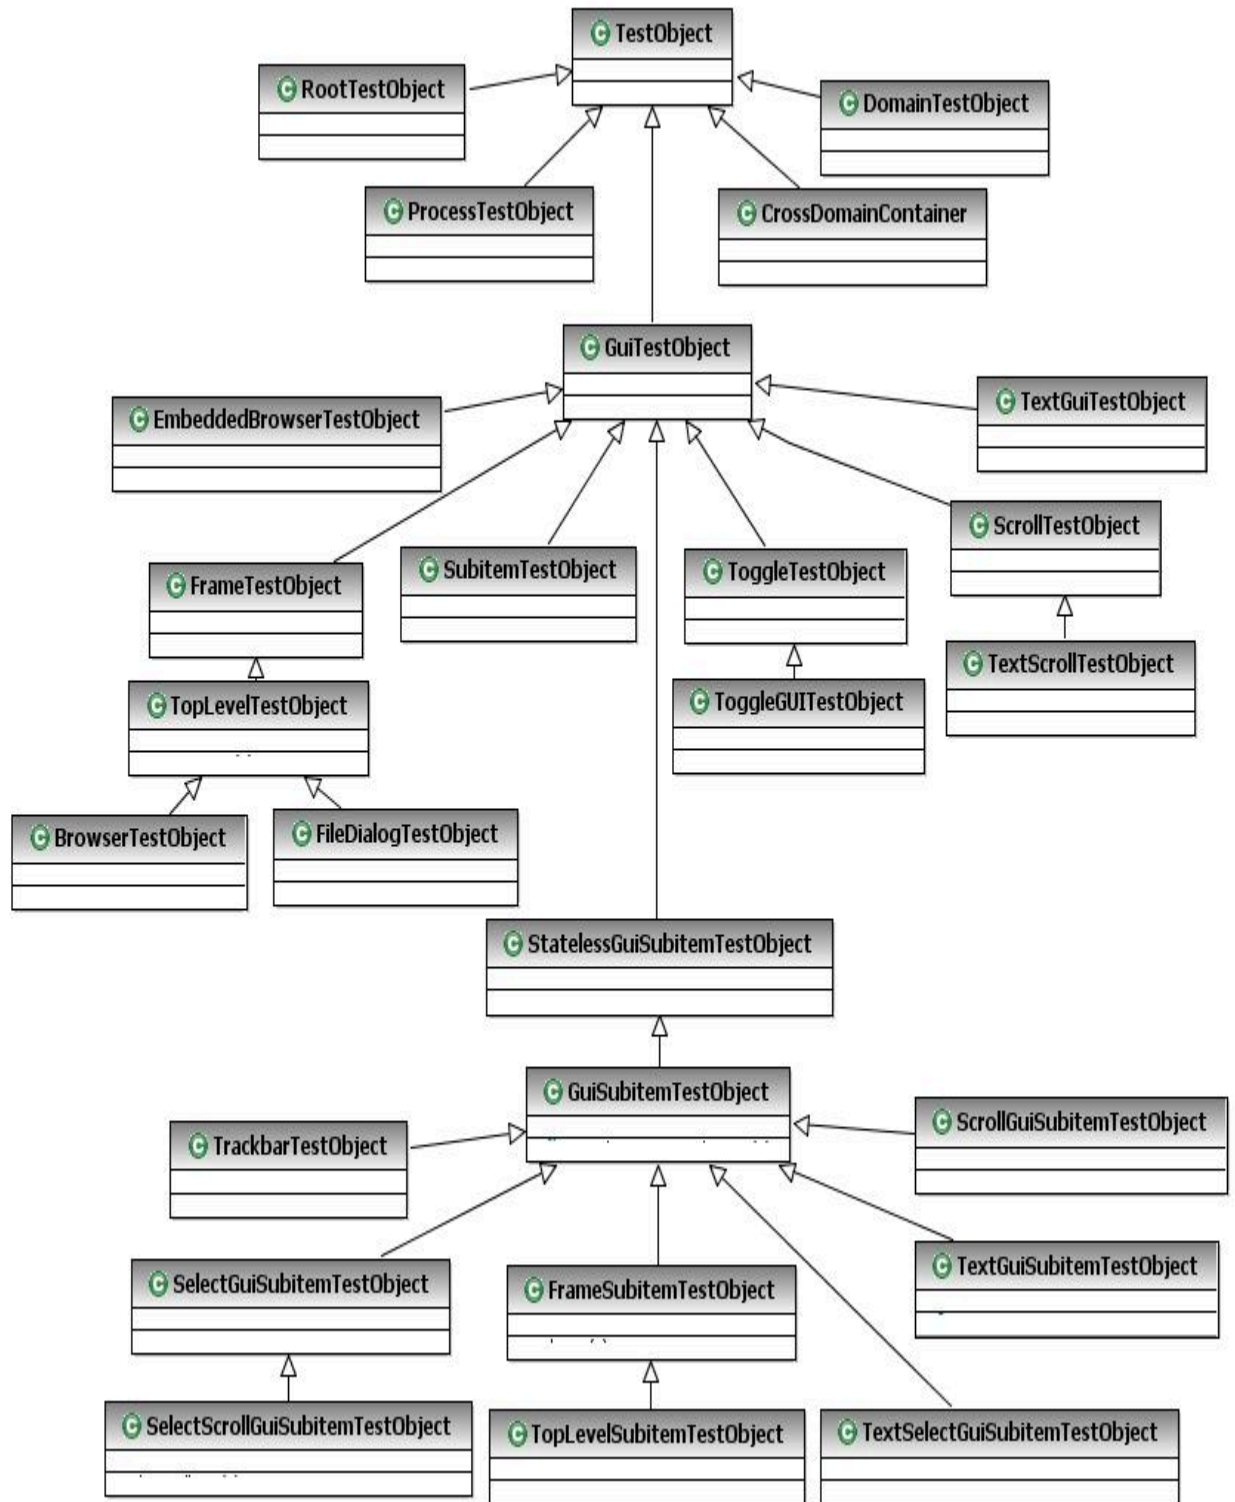 TestObject
RootTestObject
DomainTestObject
ProcessTestObject
CrossDomainContainer
GuiTestObject
EmbeddedBrowserTestObject
TextGuiTestObject
ScrollTestObject
FrameTestObject
SubitemTestObject
ToggleTestObject
TextScrollTestObject
TopLevelTestObject
ToggleGUITestObject
BrowserTestObject
FileDialogTestObject
StatelessGuiSubitemTestObject
GuiSubitemTestObject
ScrollGuiSubitemTestObject
TrackbarTestObject
TextGuiSubitemTestObject
SelectGuiSubitemTestObject
FrameSubitemTestObject
SelectScrollGuiSubitemTestObject
TopLevelSubitemTestObject
TextSelectGuiSubitemTestObject